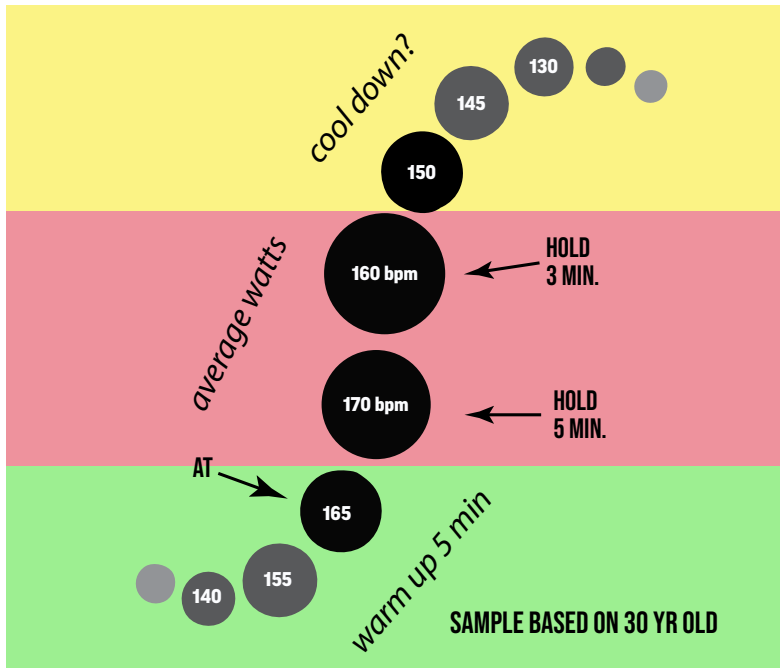 cool down?
130
145
150
average watts
160 bpm
HOLD
3 MIN.
170 bpm
HOLD
5 MIN.
AT
165
warm up 5 min
155
140
SAMPLE BASED ON 30 YR OLD